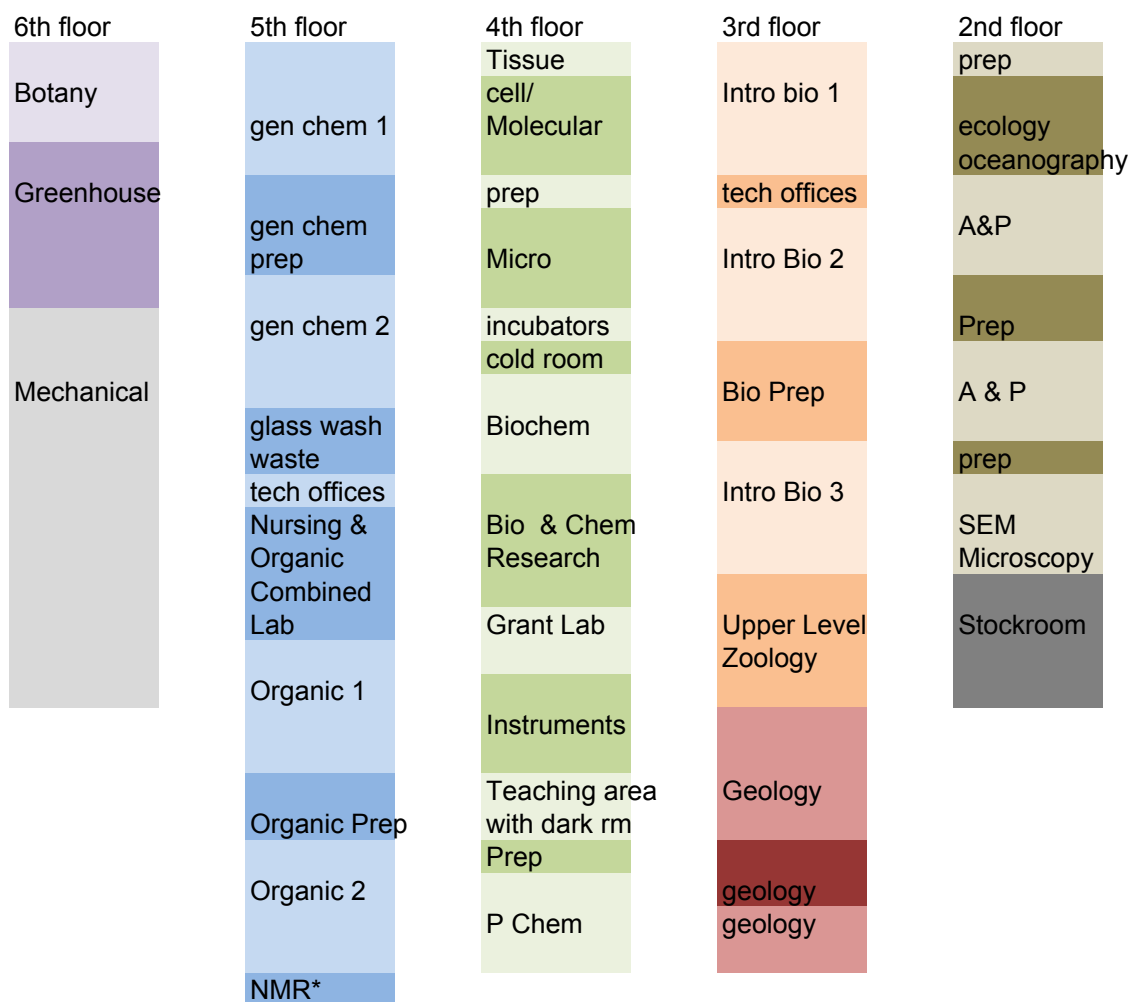 6th floor
Botany
Greenhouse
Mechanical
5th floor
gen chem 1
gen chem
prep
gen chem 2
glass wash
waste
tech offices
Nursing &
Organic
Combined
Lab
Organic 1
Organic Prep
Organic 2
NMR*
4th floor
Tissue
cell/
Molecular
prep
Micro
incubators
cold room
Biochem
Bio & Chem
Research
Grant Lab
Instruments
Teaching area
with dark rm
Prep
P Chem
3rd floor
Intro bio 1
tech offices
Intro Bio 2
Bio Prep
Intro Bio 3
Upper Level
Zoology
Geology
geology
geology
2nd floor
prep
ecology
oceanography
A&P
Prep
A & P
prep
SEM
Microscopy
Stockroom